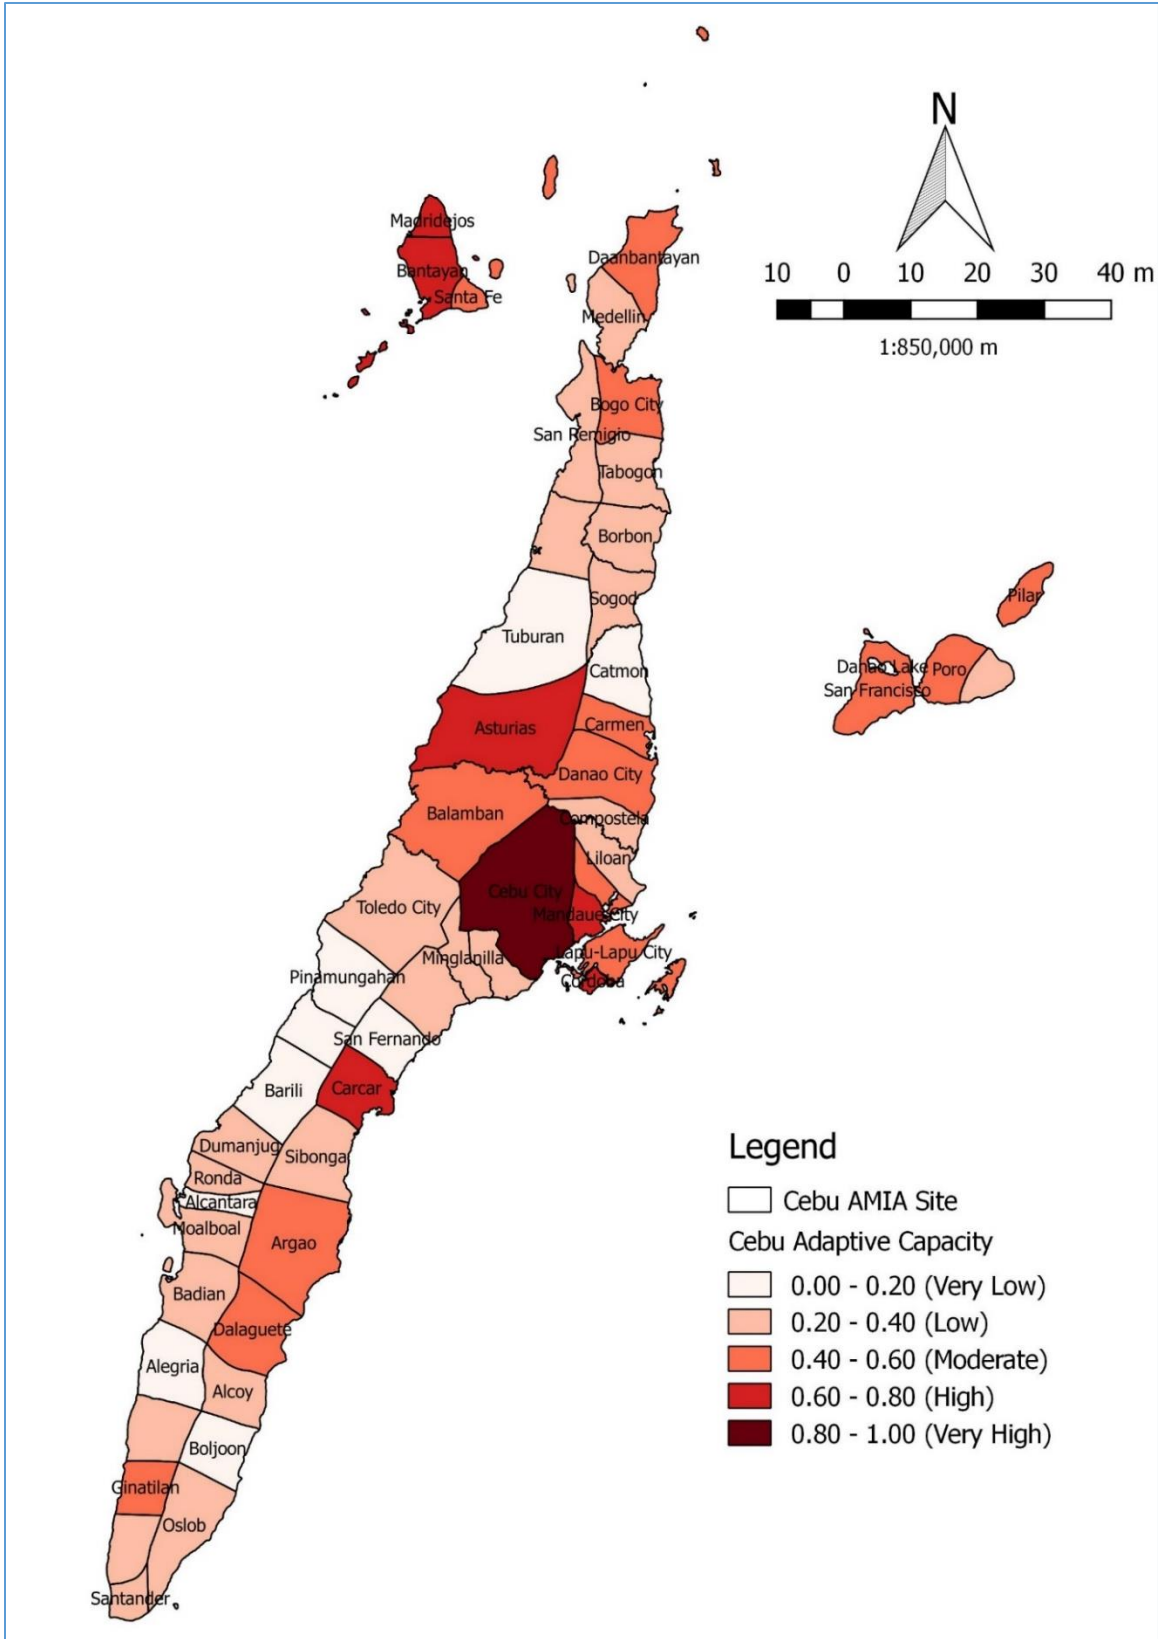 N
10 0 10 20 30 40 m
1:850,000 m
Madridejos
Bantayan
Santa Fe
Daanbantayan
Medellin
Bogo City
San Remigio
Tabogon
Borbon
Sogod
Tuburan
Catmon
Pilar
Danao Lake
Poro
San Francisco
Asturias
Carmen
Danao City
Balamban
Compostela
Liloan
Cebu City
Toledo City
Mandaue City
Lapu-Lapu City
Minglanilla
Cordoba
Pinamungahan
San Fernando
Barili
Carcar
Dumanjug
Sibonga
Ronda
Alcantara
Moalboal
Argao
Badian
Dalaguete
Alegria
Alcoy
Boljoon
Ginatilan
Oslob
Santander
Legend
Cebu AMIA Site
Cebu Adaptive Capacity
0.00 - 0.20 (Very Low)
0.20 - 0.40 (Low)
0.40 - 0.60 (Moderate)
0.60 - 0.80 (High)
0.80 - 1.00 (Very High)